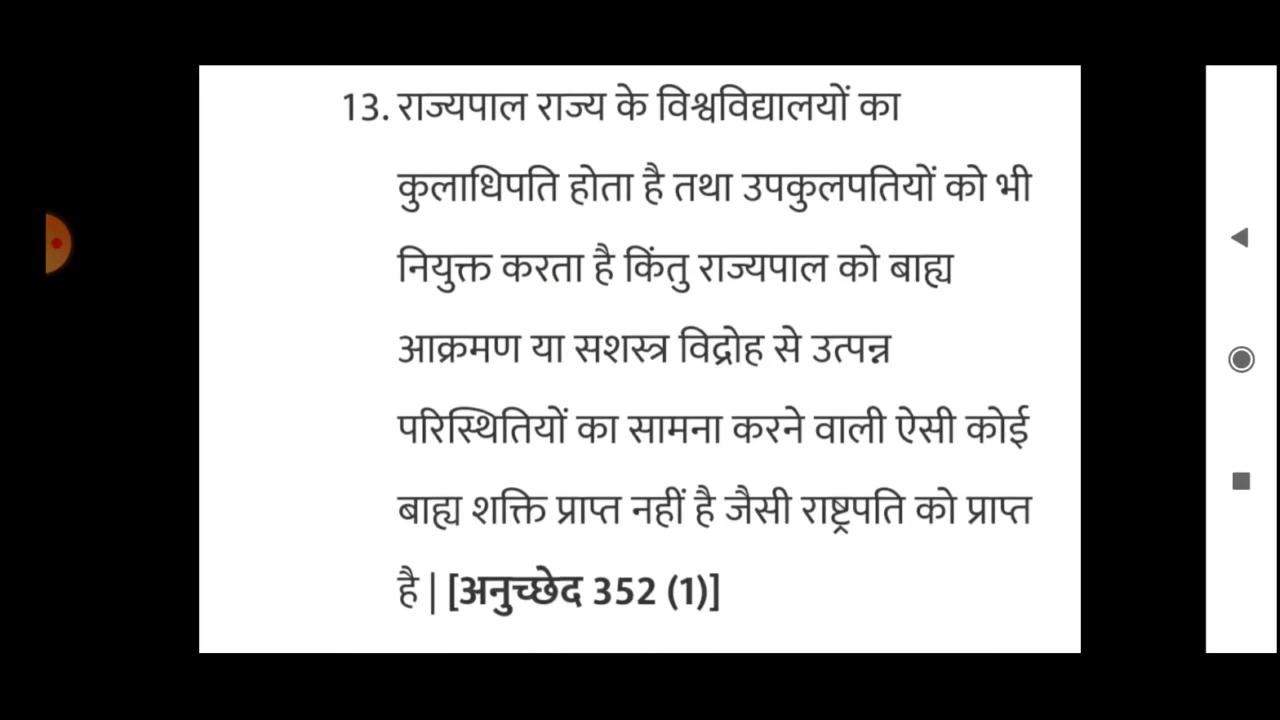 13. राज्यपाल राज्य के विश्वविद्यालयों का
कुलाधिपति होता है तथा उपकुलपतियों को भी
नियुक्त करता है किंतु राज्यपाल को बाह्य
आक्रमण या सशस्त्र विद्रोह से उत्पन्न
परिस्थितियों का सामना करने वाली ऐसी कोई
बाह्य शक्ति प्राप्त नहीं है जैसी राष्ट्रपति को प्राप्त
है | [अनुच्छेद 352 (1)]